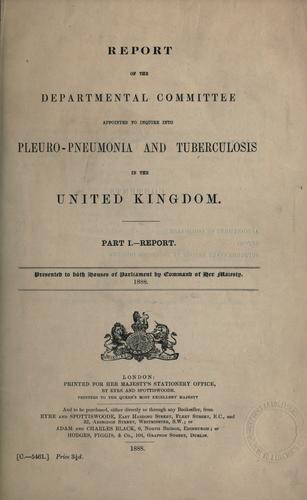 REPORT
OF THE
DEPARTMENTAL COMMITTEE
APPOINTED TO INQUIRE INTO
PLEURO-PNEUMONIA AND TUBERCULOSIS
IN THE
UNITED KINGDOM.
PART I.—REPORT.
Presented to both Houses of Parliament by Command of Her Majesty.
1888.
LONDON:
PRINTED FOR HER MAJESTY'S STATIONERY OFFICE,
BY EYRE AND SPOTTISWOODE,
PRINTERS TO THE QUEEN'S MOST EXCELLENT MAJESTY
And to be purchased, either directly or through any Bookseller, from
EYRE AND SPOTTISWOODE, EAST HARDING STREET, FLEET STREET, E.C., and
32, ABINGDON STREET, WESTMINSTER, S.W.; or
ADAM AND CHARLES BLACK, 6, NORTH BRIDGE, EDINBURGH; or
HODGES, FIGGIS, & CO., 104, GRAFTON STREET, DUBLIN.
1888.
[C.—5461.] Price 3½d.